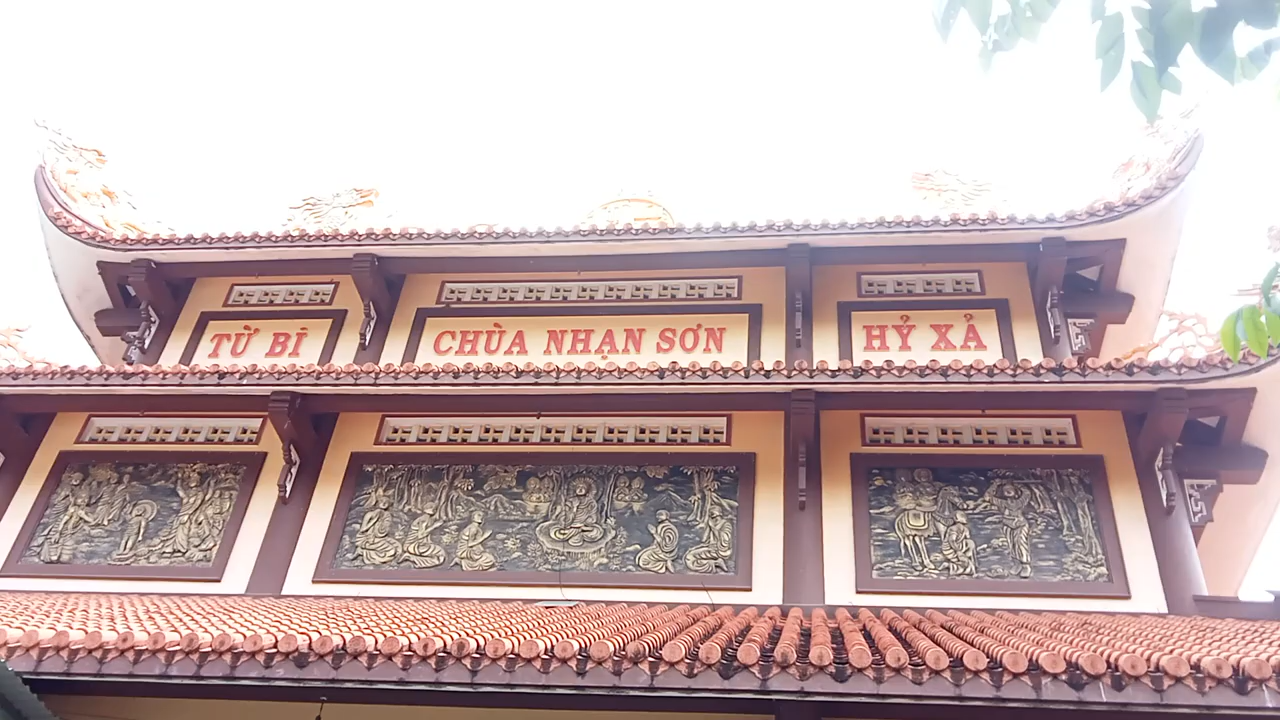 TỪ BI
CHÙA NHẠN SƠN
HỶ XẢ